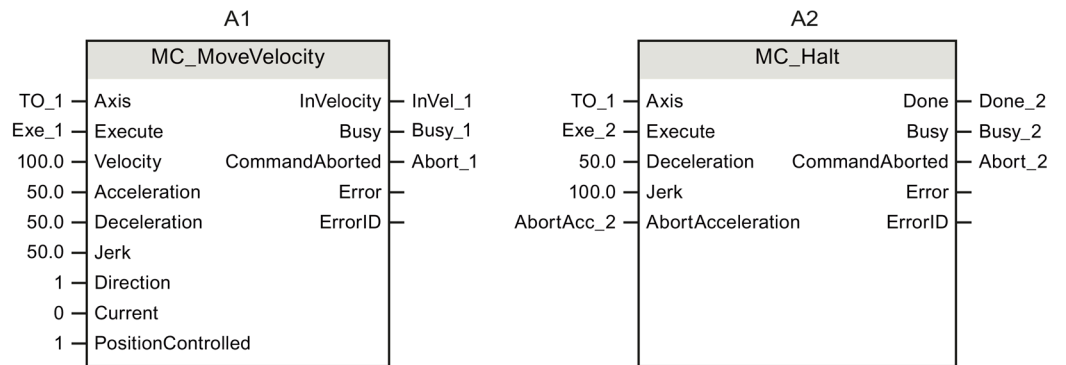 A1
MC_MoveVelocity
TO_1 Axis InVelocity InVel_1
Exe_1 Execute Busy Busy_1
100.0 Velocity CommandAborted Abort_1
50.0 Acceleration Error
50.0 Deceleration ErrorID
50.0 Jerk
1 Direction
0 Current
1 PositionControlled
A2
MC_Halt
TO_1 Axis Done Done_2
Exe_2 Execute Busy Busy_2
50.0 Deceleration CommandAborted Abort_2
100.0 Jerk Error
AbortAcc_2 AbortAcceleration ErrorID